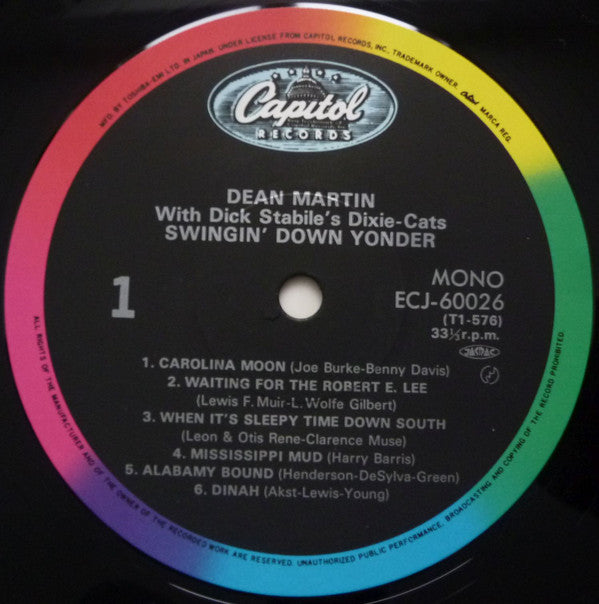 MFD. BY TOSHIBA-EMI LTD. IN JAPAN. UNDER LICENSE FROM CAPITOL RECORDS, INC., TRADEMARK OWNER. Capitol MARCA REG.
Capitol
RECORDS
DEAN MARTIN
With Dick Stabile's Dixie-Cats
SWINGIN' DOWN YONDER
1
MONO
ECJ-60026
(T1-576)
33⅓r.p.m.
JASRAC
1. CAROLINA MOON (Joe Burke-Benny Davis)
2. WAITING FOR THE ROBERT E. LEE
(Lewis F. Muir-L. Wolfe Gilbert)
3. WHEN IT'S SLEEPY TIME DOWN SOUTH
(Leon & Otis Rene-Clarence Muse)
4. MISSISSIPPI MUD (Harry Barris)
5. ALABAMY BOUND (Henderson-DeSylva-Green)
6. DINAH (Akst-Lewis-Young)
ALL RIGHTS OF THE MANUFACTURER AND OF THE OWNER OF THE RECORDED WORK ARE RESERVED. UNAUTHORIZED PUBLIC PERFORMANCE, BROADCASTING AND COPYING OF THE RECORD PROHIBITED.